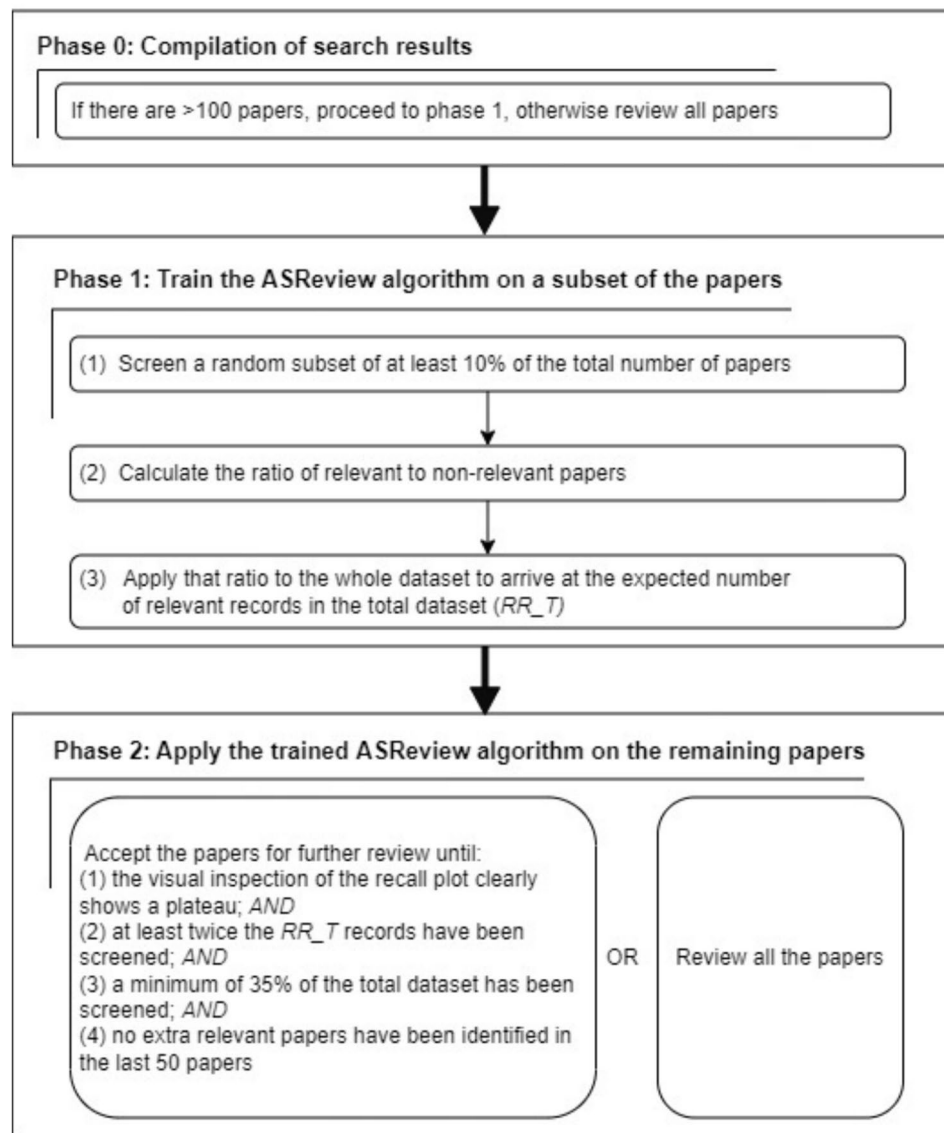 Phase 0: Compilation of search results
If there are >100 papers, proceed to phase 1, otherwise review all papers
Phase 1: Train the ASReview algorithm on a subset of the papers
(1) Screen a random subset of at least 10% of the total number of papers
(2) Calculate the ratio of relevant to non-relevant papers
(3) Apply that ratio to the whole dataset to arrive at the expected number
of relevant records in the total dataset (RR_T)
Phase 2: Apply the trained ASReview algorithm on the remaining papers
Accept the papers for further review until:
(1) the visual inspection of the recall plot clearly
shows a plateau; AND
(2) at least twice the RR_T records have been
screened; AND
(3) a minimum of 35% of the total dataset has been
screened; AND
(4) no extra relevant papers have been identified in
the last 50 papers
OR
Review all the papers